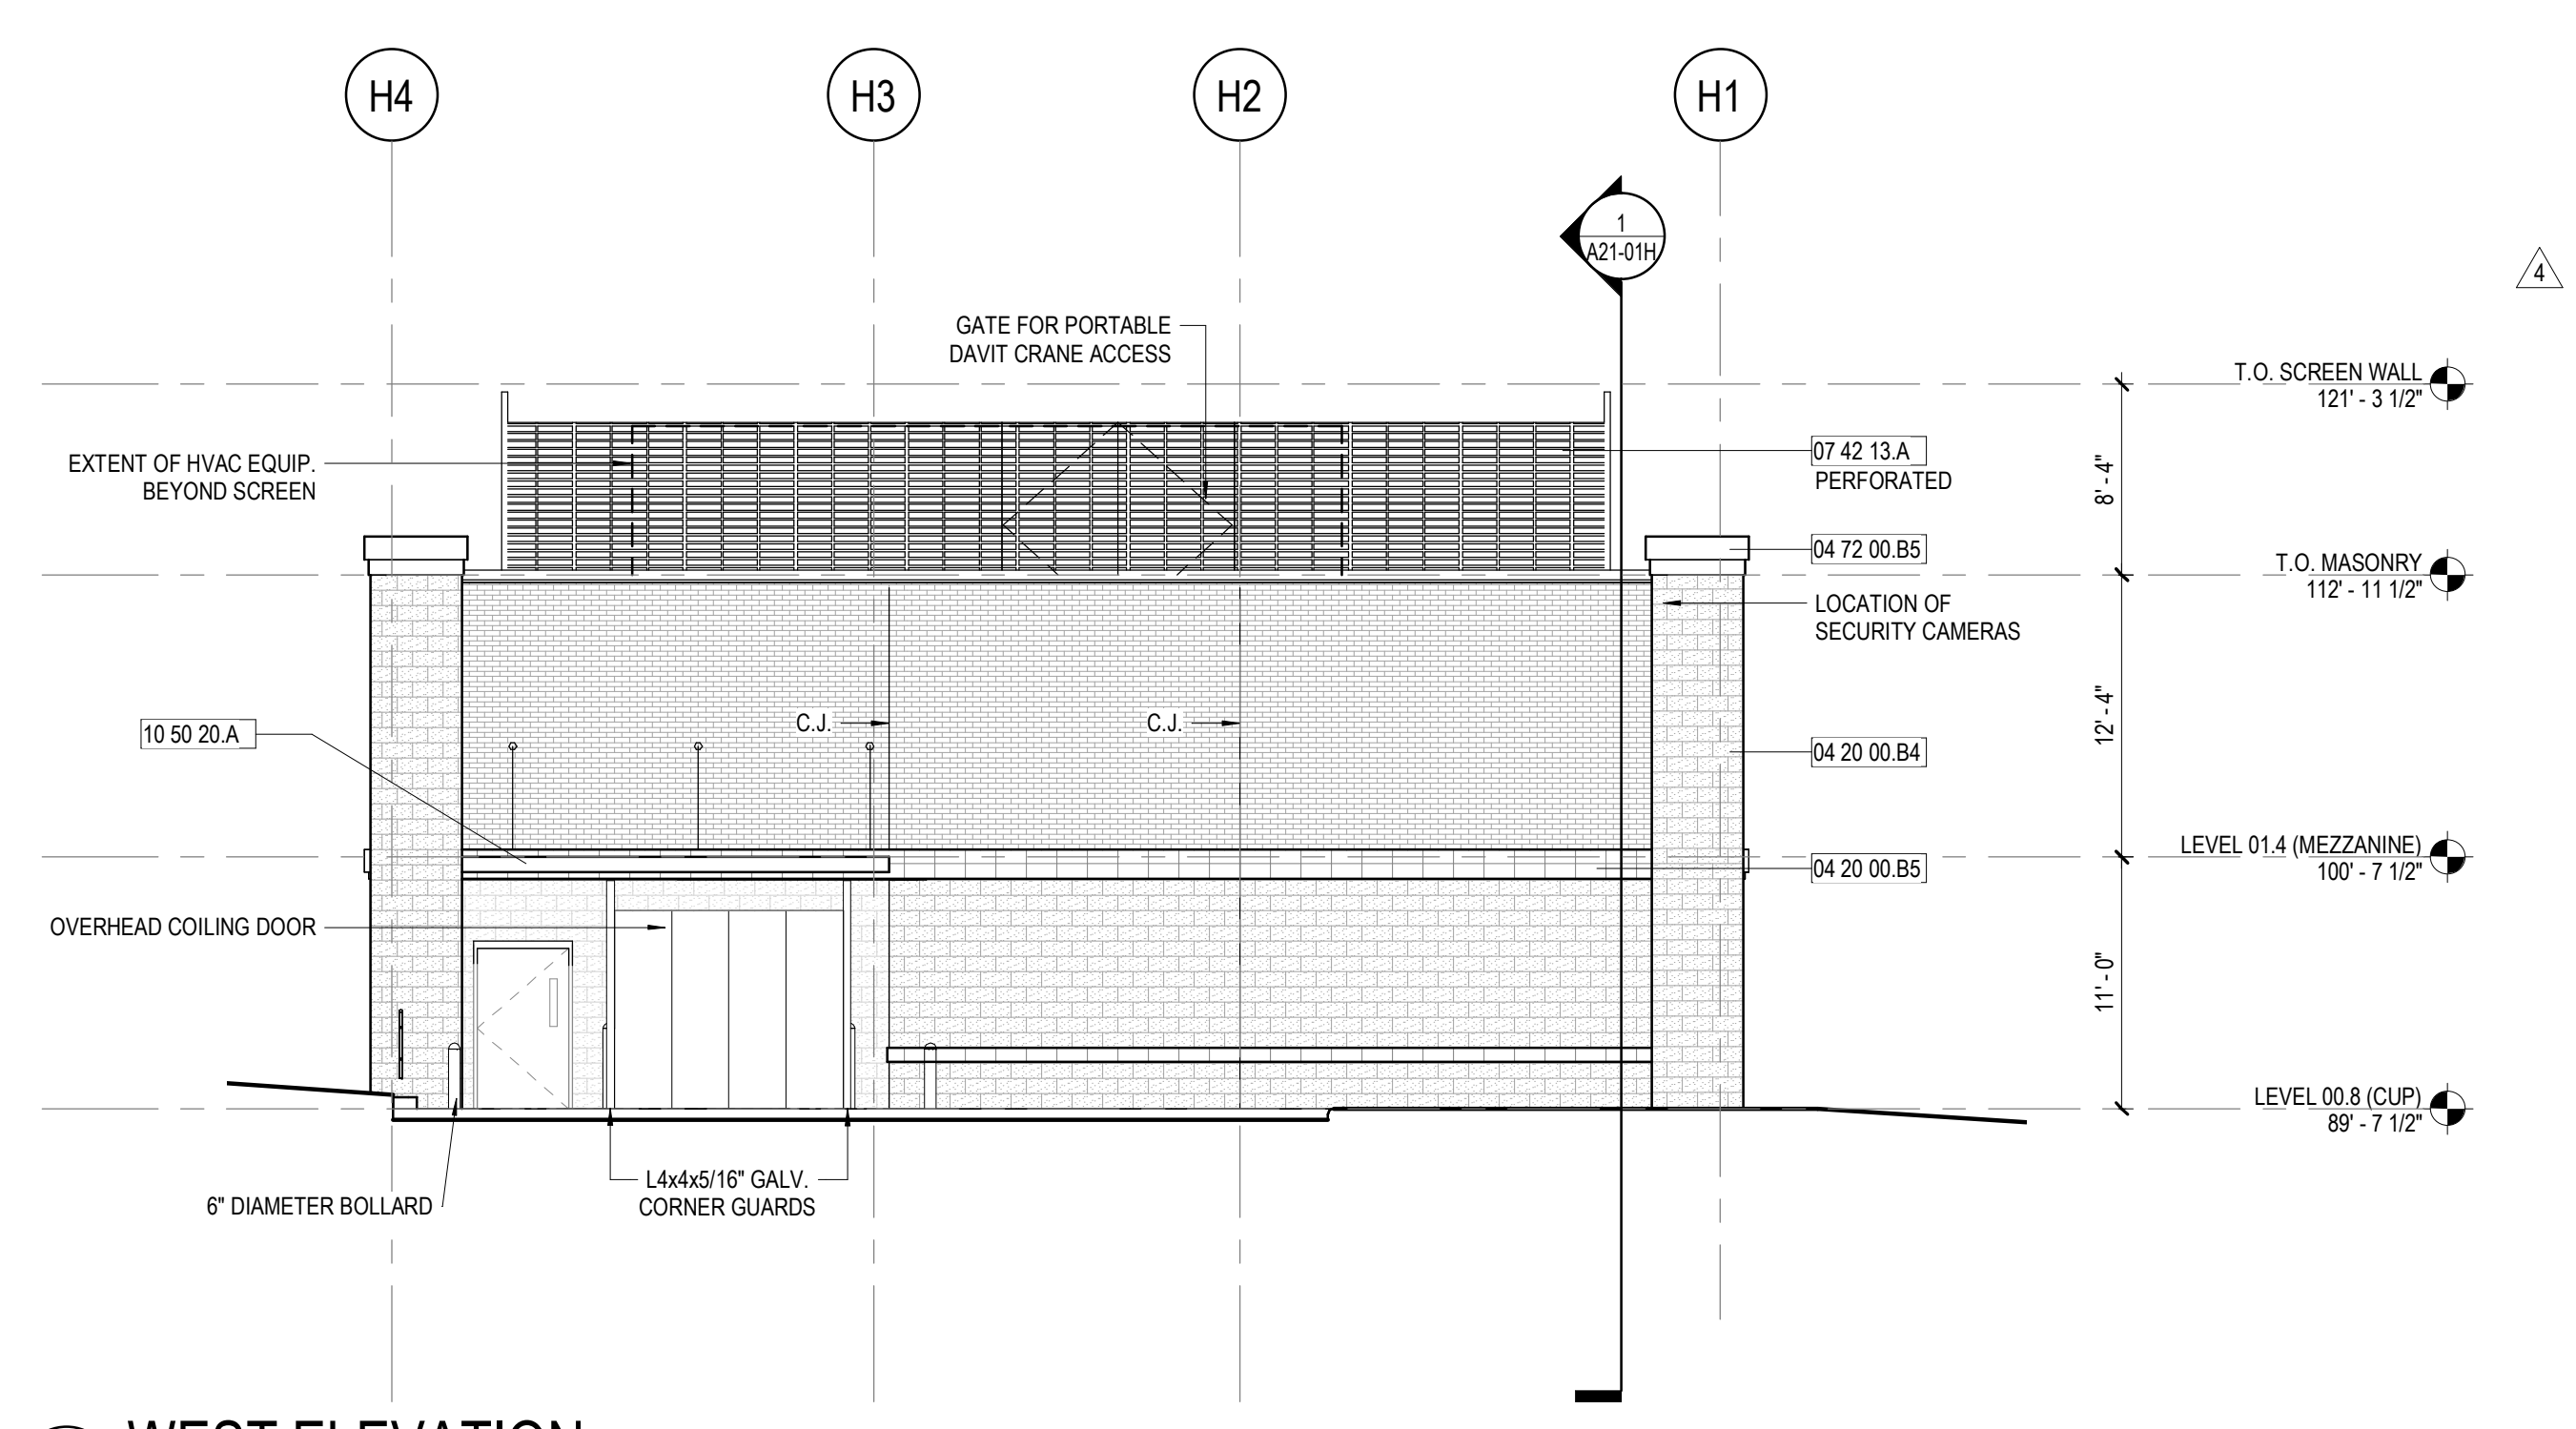 H4
H3
H2
H1
1
A21-01H
4
GATE FOR PORTABLE
DAVIT CRANE ACCESS
T.O. SCREEN WALL
121' - 3 1/2"
EXTENT OF HVAC EQUIP.
BEYOND SCREEN
07 42 13.A
PERFORATED
8' - 4"
04 72 00.B5
T.O. MASONRY
112' - 11 1/2"
LOCATION OF
SECURITY CAMERAS
10 50 20.A
C.J.
C.J.
04 20 00.B4
12' - 4"
LEVEL 01.4 (MEZZANINE)
100' - 7 1/2"
04 20 00.B5
OVERHEAD COILING DOOR
11' - 0"
LEVEL 00.8 (CUP)
89' - 7 1/2"
6" DIAMETER BOLLARD
L4x4x5/16" GALV.
CORNER GUARDS
WEST ELEVATION